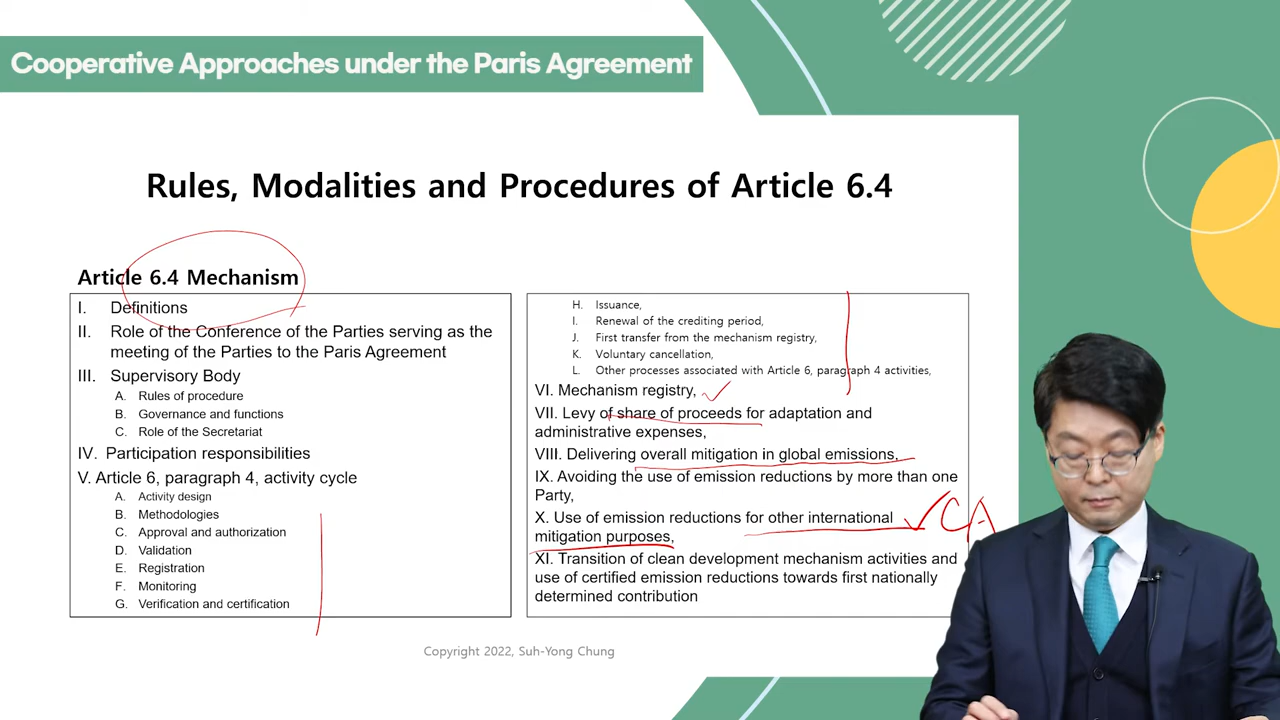 Cooperative Approaches under the Paris Agreement
Rules, Modalities and Procedures of Article 6.4
Article 6.4 Mechanism
I. Definitions
II. Role of the Conference of the Parties serving as the
meeting of the Parties to the Paris Agreement
III. Supervisory Body
A. Rules of procedure
B. Governance and functions
C. Role of the Secretariat
IV. Participation responsibilities
V. Article 6, paragraph 4, activity cycle
A. Activity design
B. Methodologies
C. Approval and authorization
D. Validation
E. Registration
F. Monitoring
G. Verification and certification
H. Issuance,
I. Renewal of the crediting period,
J. First transfer from the mechanism registry,
K. Voluntary cancellation,
L. Other processes associated with Article 6, paragraph 4 activities,
VI. Mechanism registry,
VII. Levy of share of proceeds for adaptation and
administrative expenses,
VIII. Delivering overall mitigation in global emissions,
IX. Avoiding the use of emission reductions by more than one
Party,
X. Use of emission reductions for other international
mitigation purposes,
CA
XI. Transition of clean development mechanism activities and
use of certified emission reductions towards first nationally
determined contribution
Copyright 2022, Suh-Yong Chung